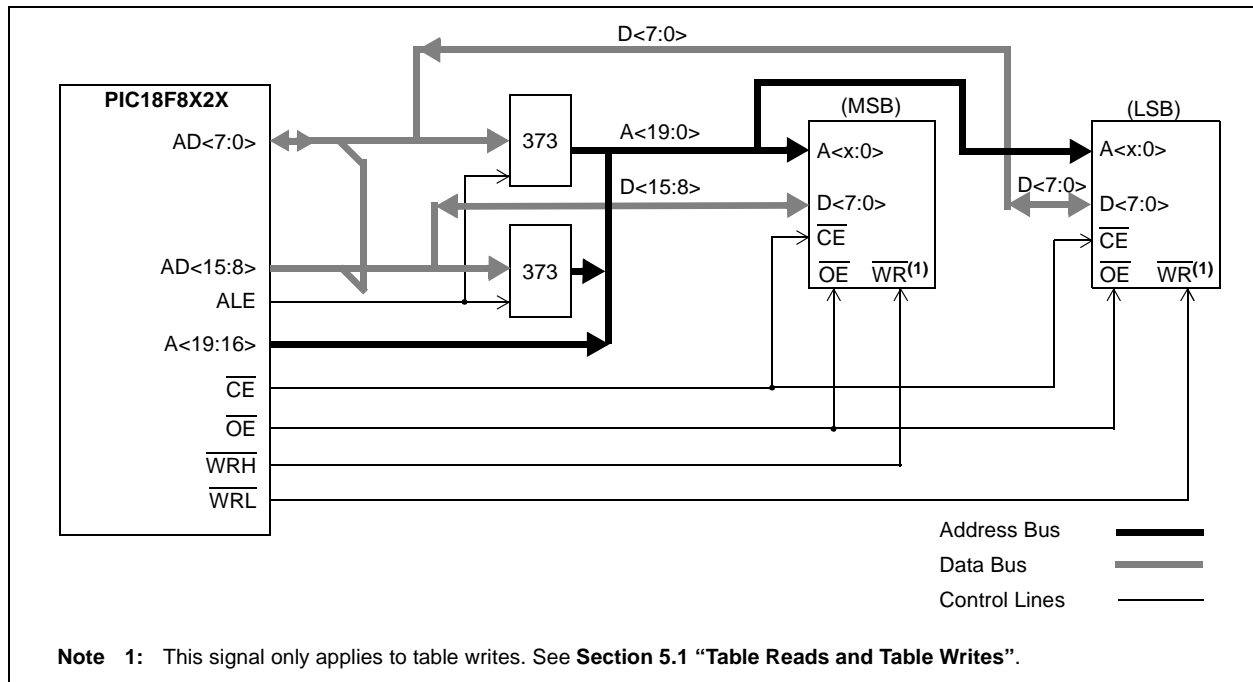 D<7:0>
PIC18F8X2X
AD<7:0>
373
A<19:0>
(MSB)
A<x:0>
D<7:0>
CE
OE WR(1)
(LSB)
A<x:0>
D<7:0>
D<7:0>
CE
OE WR(1)
D<15:8>
AD<15:8>
373
ALE
A<19:16>
CE
OE
WRH
WRL
Address Bus
Data Bus
Control Lines
Note 1: This signal only applies to table writes. See Section 5.1 “Table Reads and Table Writes”.